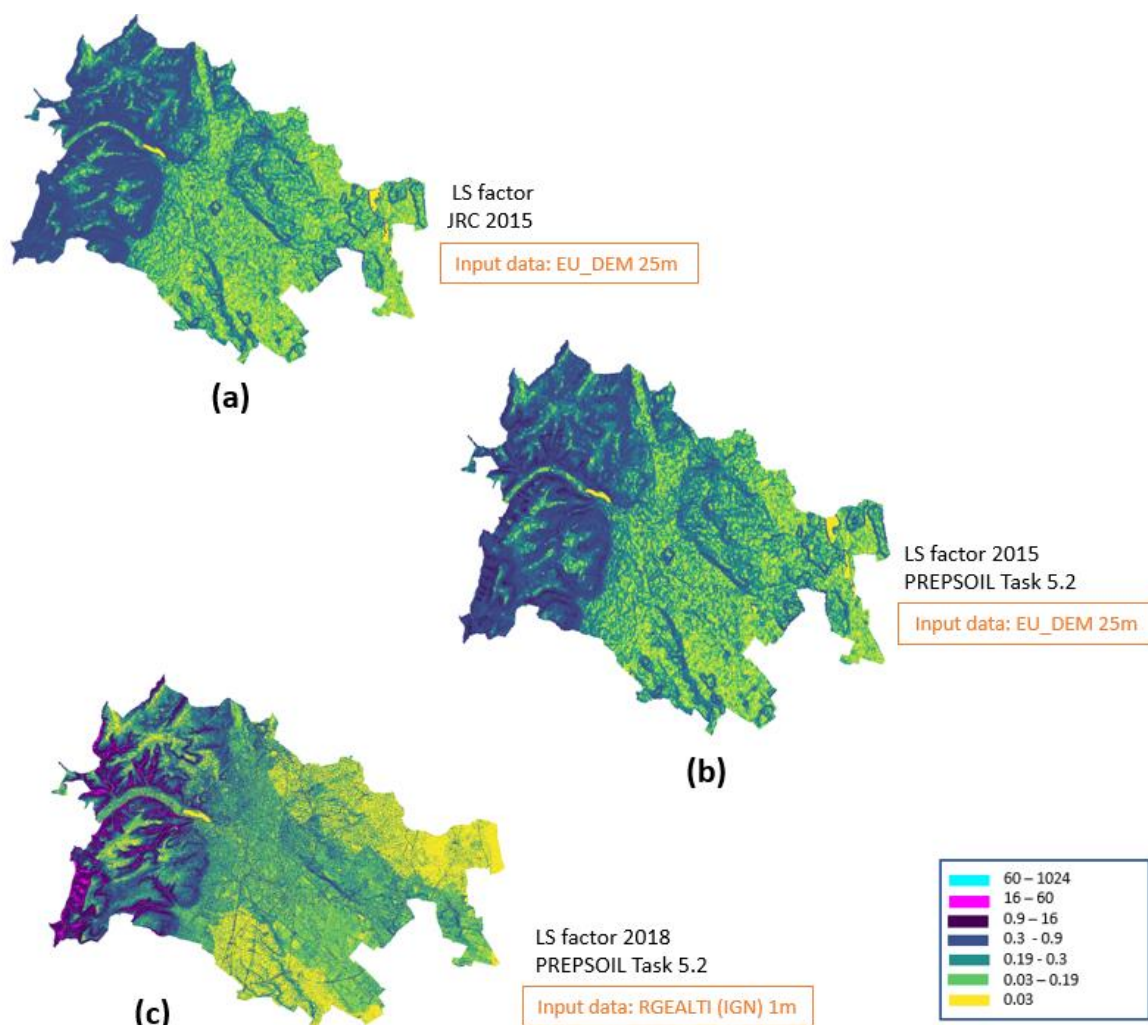 LS factor
JRC 2015
Input data: EU_DEM 25m
(a)
LS factor 2015
PREPSOIL Task 5.2
Input data: EU_DEM 25m
(b)
LS factor 2018
PREPSOIL Task 5.2
Input data: RGEALTI (IGN) 1m
(c)
60 – 1024
16 – 60
0.9 – 16
0.3 - 0.9
0.19 - 0.3
0.03 – 0.19
0.03